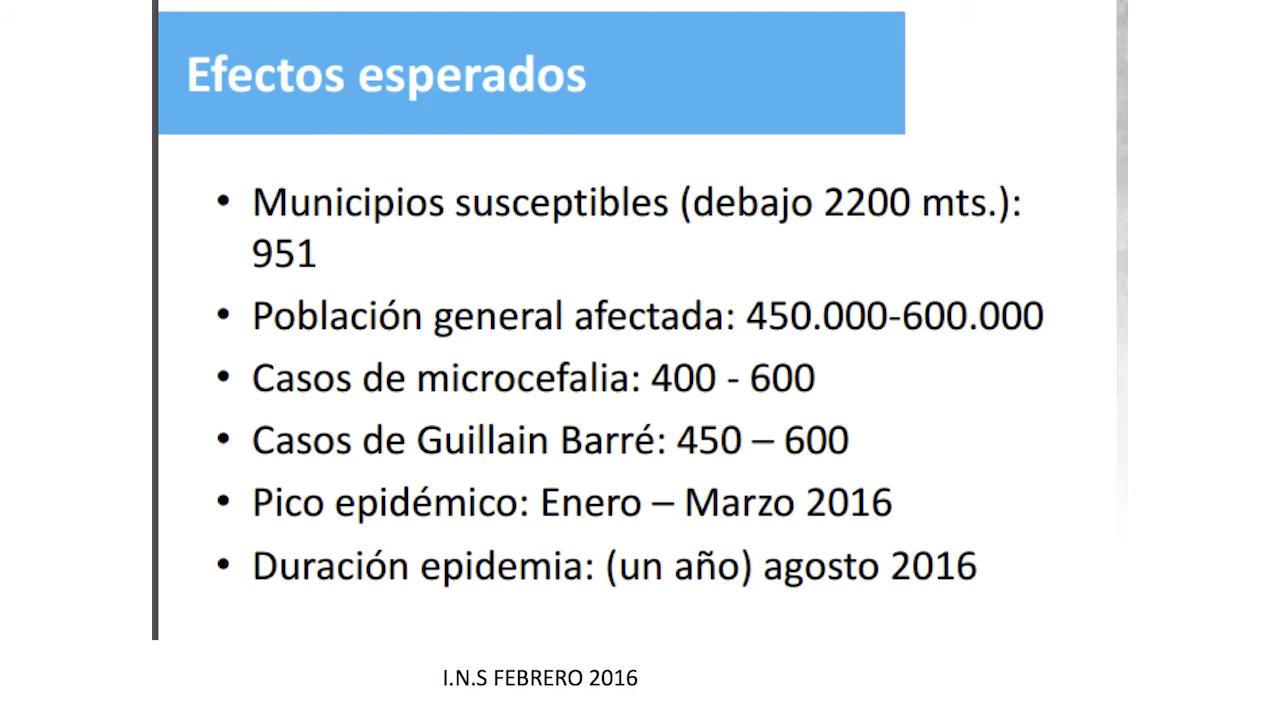 Efectos esperados
• Municipios susceptibles (debajo 2200 mts.):
951
• Población general afectada: 450.000-600.000
• Casos de microcefalia: 400 - 600
• Casos de Guillain Barré: 450 – 600
• Pico epidémico: Enero – Marzo 2016
• Duración epidemia: (un año) agosto 2016
I.N.S FEBRERO 2016